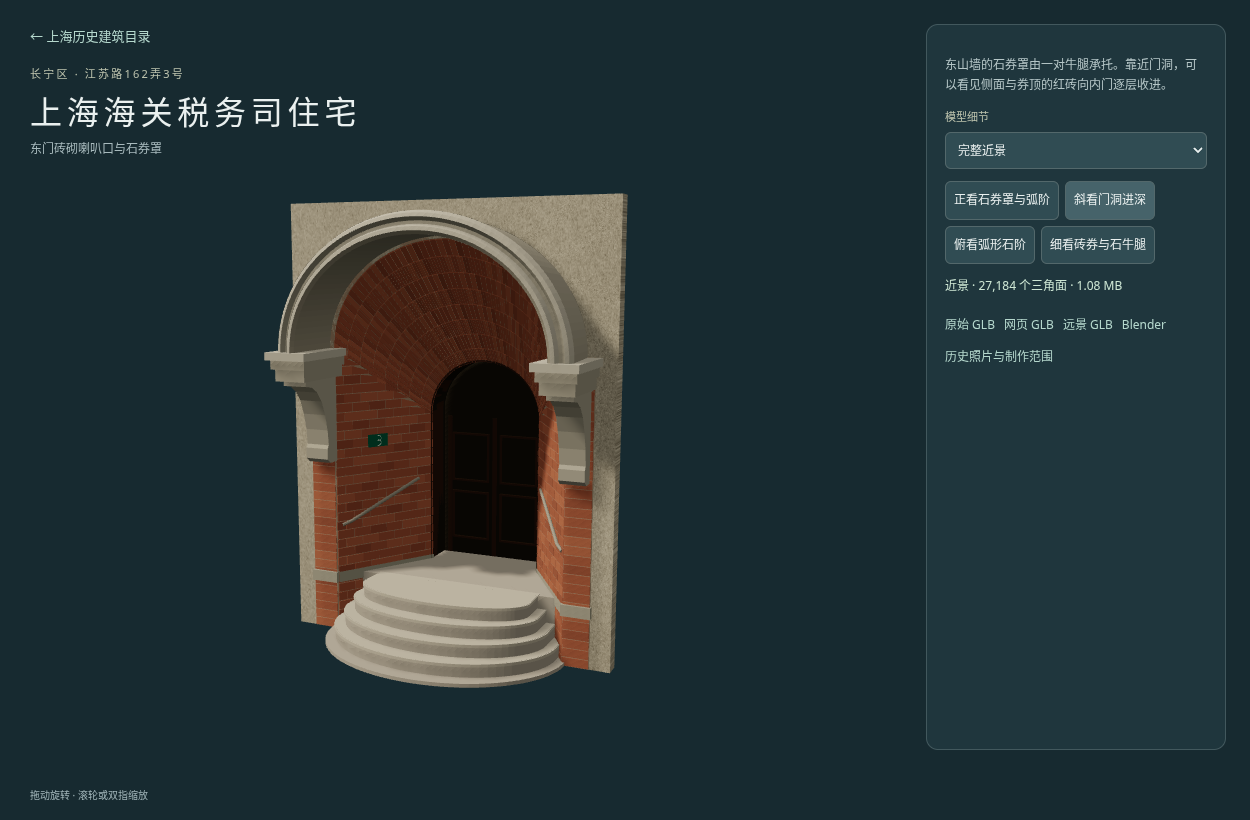 ← 上海历史建筑目录
长宁区 · 江苏路162弄3号
上海海关税务司住宅
东门砖砌喇叭口与石券罩
东山墙的石券罩由一对牛腿承托。靠近门洞，可
以看见侧面与券顶的红砖向内门逐层收进。
模型细节
完整近景
正看石券罩与弧阶 斜看门洞进深
俯看弧形石阶 细看砖券与石牛腿
近景 · 27,184 个三角面 · 1.08 MB
原始 GLB 网页 GLB 远景 GLB Blender
历史照片与制作范围
3
拖动旋转 · 滚轮或双指缩放